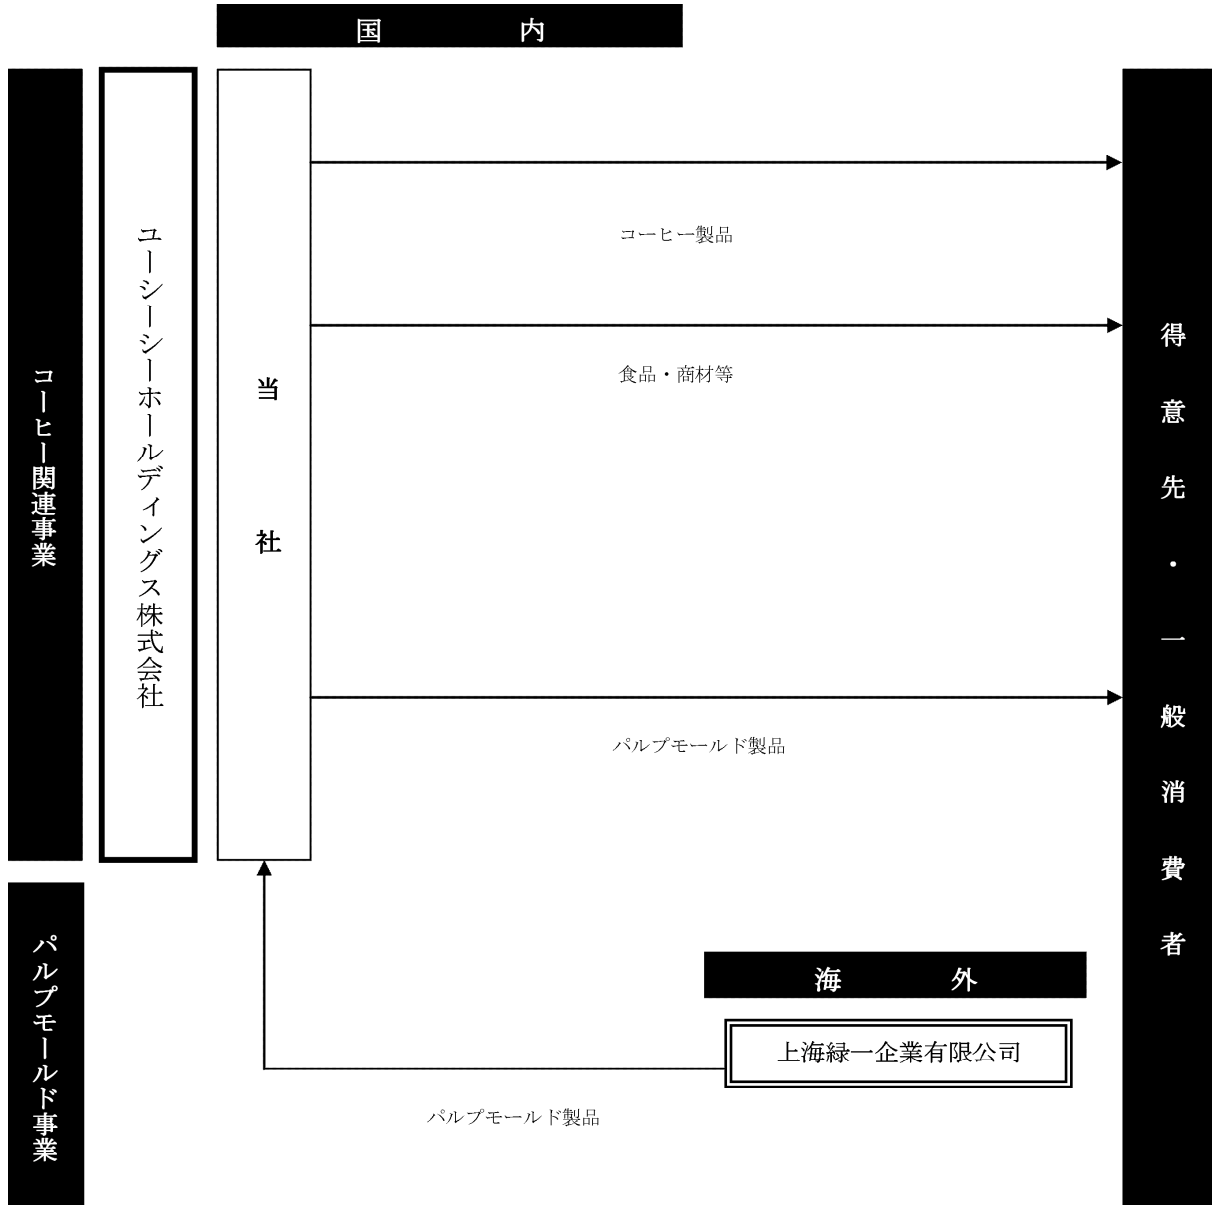 国　内
コーヒー関連事業
ユーシーシーホールディングス株式会社
当社
コーヒー製品
食品・商材等
パルプモールド製品
得意先・一般消費者
パルプモールド事業
海　外
上海緑一企業有限公司
パルプモールド製品